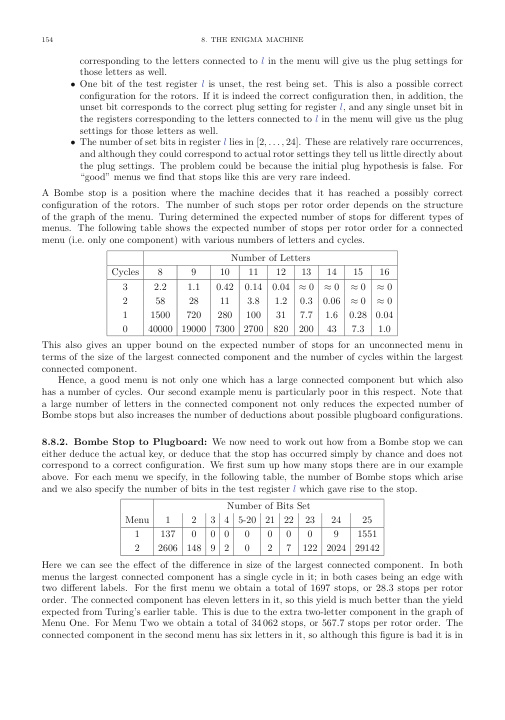 154 8. THE ENIGMA MACHINE
corresponding to the letters connected to l in the menu will give us the plug settings for
those letters as well.
• One bit of the test register l is unset, the rest being set. This is also a possible correct
configuration for the rotors. If it is indeed the correct configuration then, in addition, the
unset bit corresponds to the correct plug setting for register l, and any single unset bit in
the registers corresponding to the letters connected to l in the menu will give us the plug
settings for those letters as well.
• The number of set bits in register l lies in [2, . . . , 24]. These are relatively rare occurrences,
and although they could correspond to actual rotor settings they tell us little directly about
the plug settings. The problem could be because the initial plug hypothesis is false. For
“good” menus we find that stops like this are very rare indeed.
A Bombe stop is a position where the machine decides that it has reached a possibly correct
configuration of the rotors. The number of such stops per rotor order depends on the structure
of the graph of the menu. Turing determined the expected number of stops for different types of
menus. The following table shows the expected number of stops per rotor order for a connected
menu (i.e. only one component) with various numbers of letters and cycles.
Number of Letters
Cycles 8 9 10 11 12 13 14 15 16
3 2.2 1.1 0.42 0.14 0.04 ≈ 0 ≈ 0 ≈ 0 ≈ 0
2 58 28 11 3.8 1.2 0.3 0.06 ≈ 0 ≈ 0
1 1500 720 280 100 31 7.7 1.6 0.28 0.04
0 40000 19000 7300 2700 820 200 43 7.3 1.0
This also gives an upper bound on the expected number of stops for an unconnected menu in
terms of the size of the largest connected component and the number of cycles within the largest
connected component.
Hence, a good menu is not only one which has a large connected component but which also
has a number of cycles. Our second example menu is particularly poor in this respect. Note that
a large number of letters in the connected component not only reduces the expected number of
Bombe stops but also increases the number of deductions about possible plugboard configurations.
8.8.2. Bombe Stop to Plugboard: We now need to work out how from a Bombe stop we can
either deduce the actual key, or deduce that the stop has occurred simply by chance and does not
correspond to a correct configuration. We first sum up how many stops there are in our example
above. For each menu we specify, in the following table, the number of Bombe stops which arise
and we also specify the number of bits in the test register l which gave rise to the stop.
Number of Bits Set
Menu 1 2 3 4 5-20 21 22 23 24 25
1 137 0 0 0 0 0 0 0 9 1551
2 2606 148 9 2 0 2 7 122 2024 29142
Here we can see the effect of the difference in size of the largest connected component. In both
menus the largest connected component has a single cycle in it; in both cases being an edge with
two different labels. For the first menu we obtain a total of 1697 stops, or 28.3 stops per rotor
order. The connected component has eleven letters in it, so this yield is much better than the yield
expected from Turing’s earlier table. This is due to the extra two-letter component in the graph of
Menu One. For Menu Two we obtain a total of 34 062 stops, or 567.7 stops per rotor order. The
connected component in the second menu has six letters in it, so although this figure is bad it is in